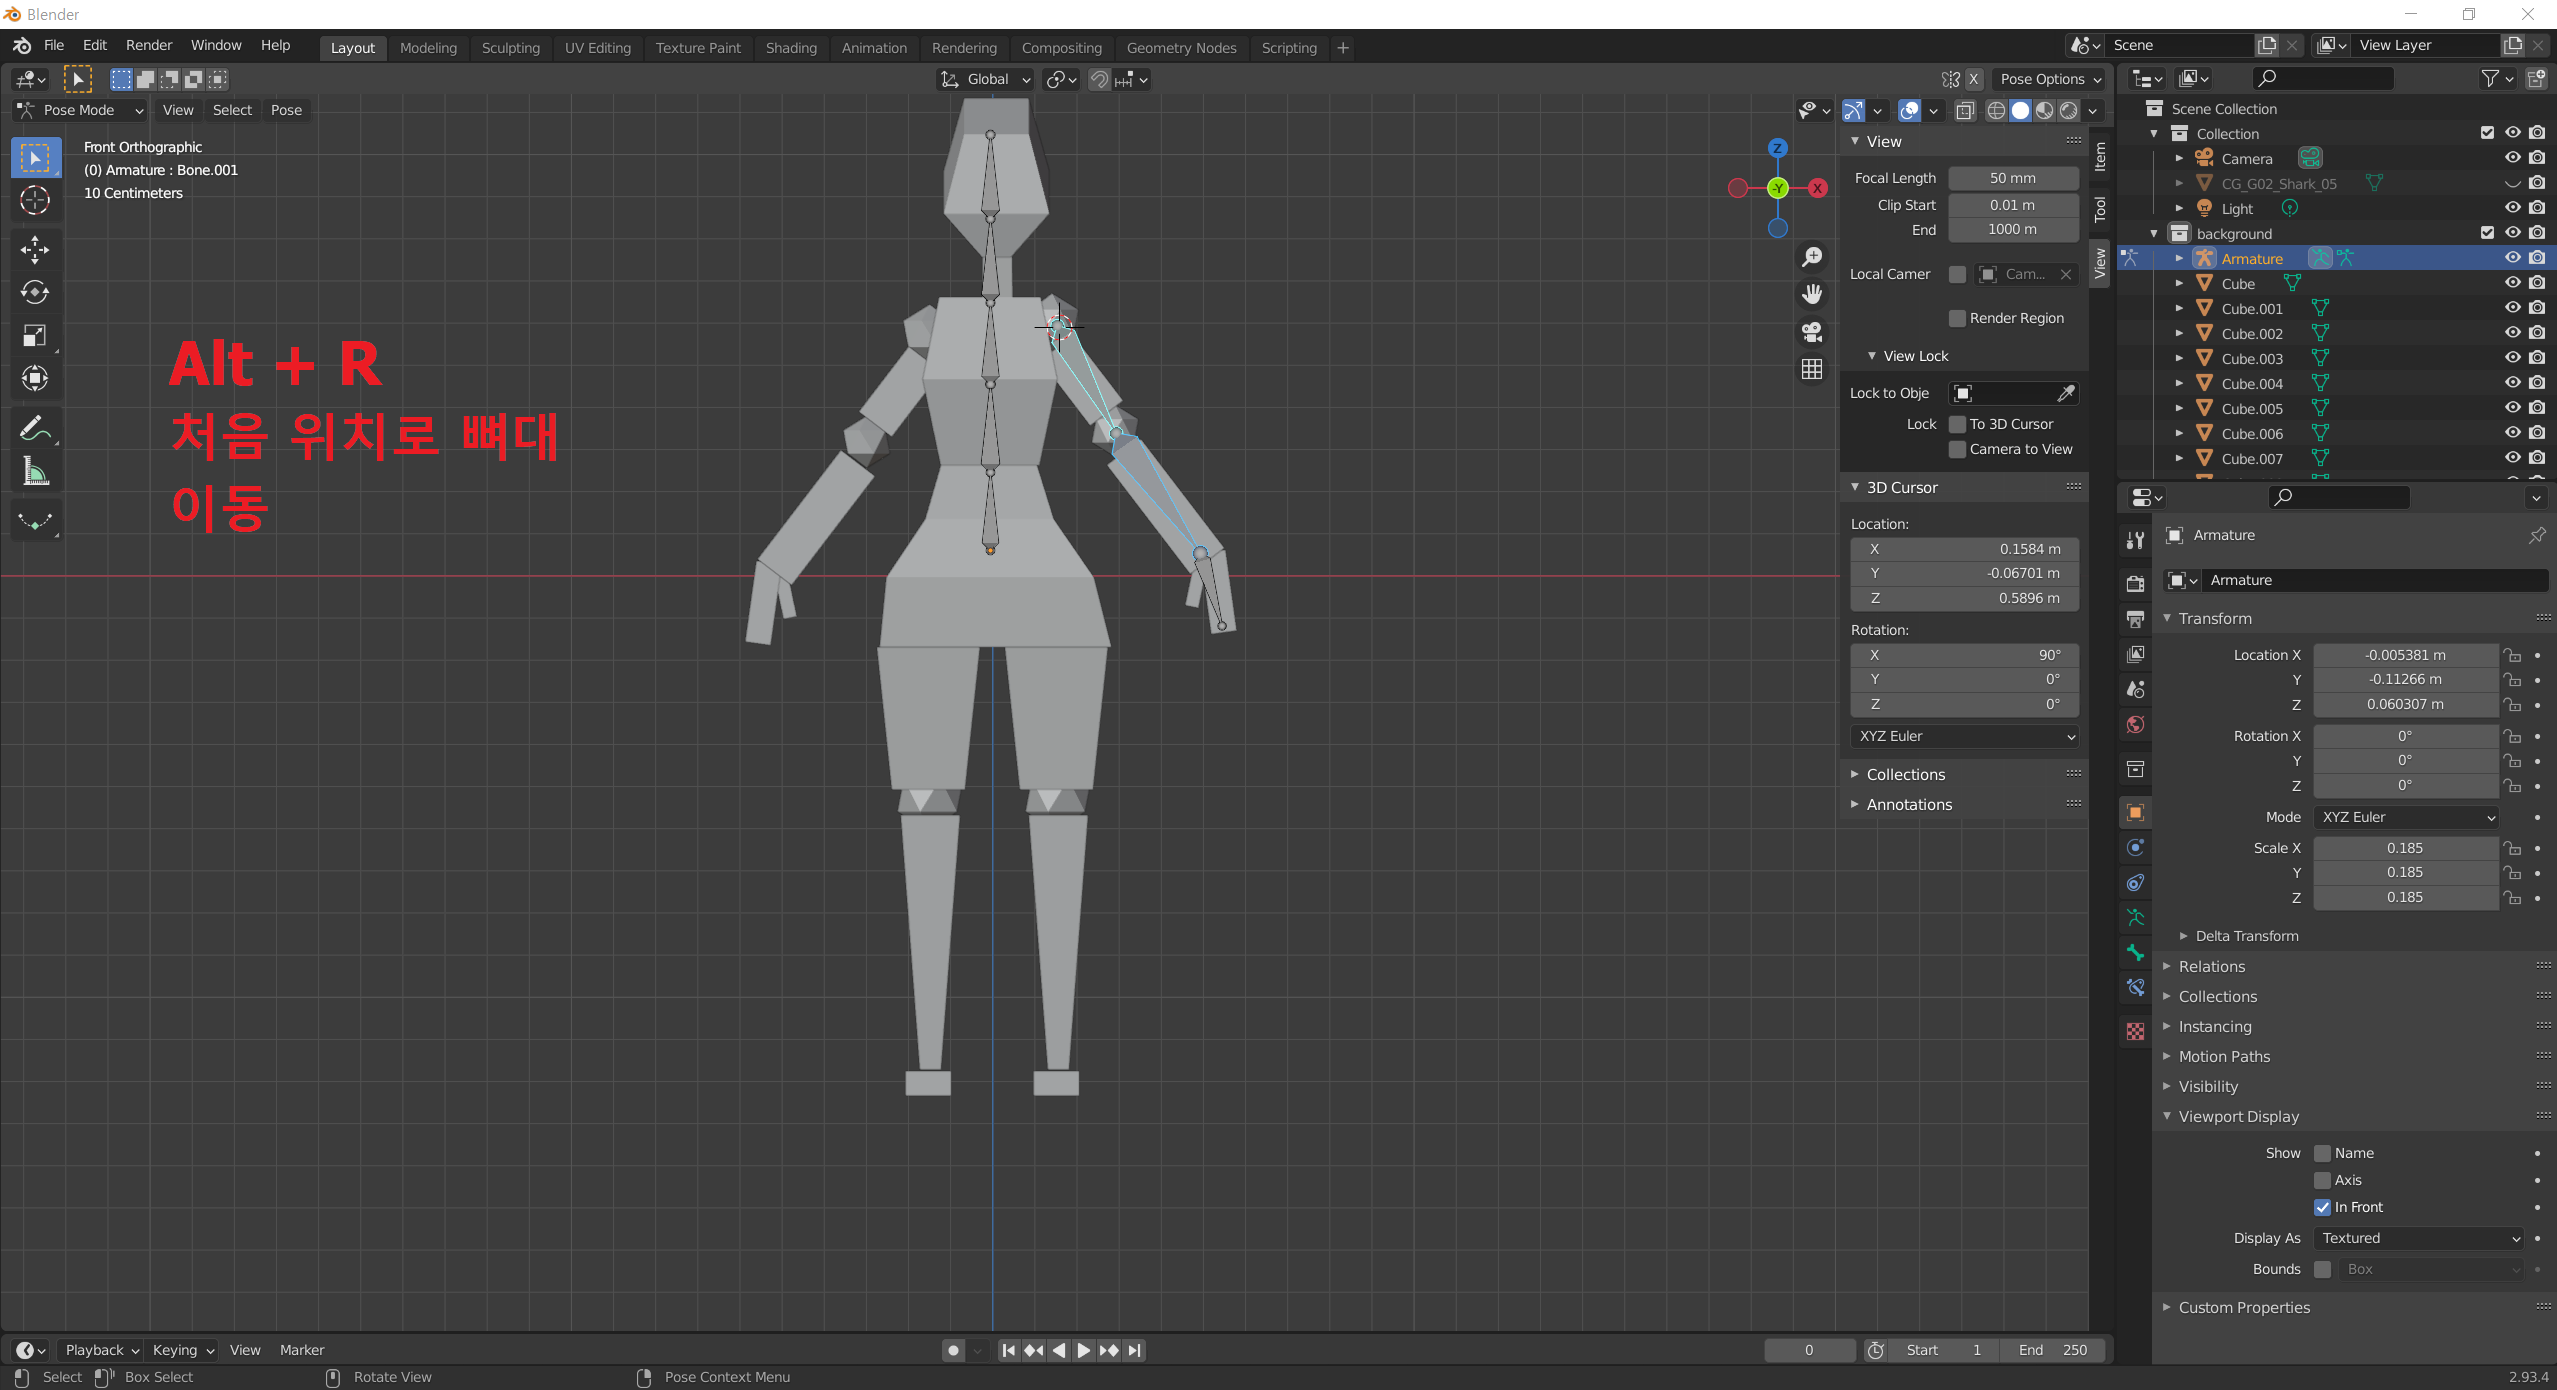 Blender
File Edit Render Window Help Layout Modeling Sculpting UV Editing Texture Paint Shading Animation Rendering Compositing Geometry Nodes Scripting + Scene View Layer
Global X Pose Options
Pose Mode View Select Pose
Front Orthographic
(0) Armature : Bone.001
10 Centimeters
Alt + R
처음 위치로 뼈대
이동
Z
-Y X
View
Focal Length 50 mm
Clip Start 0.01 m
End 1000 m
Local Camer Cam...
Render Region
View Lock
Lock to Obje
Lock To 3D Cursor
Camera to View
3D Cursor
Location:
X 0.1584 m
Y -0.06701 m
Z 0.5896 m
Rotation:
X 90°
Y 0°
Z 0°
XYZ Euler
Collections
Annotations
Item
Tool
View
Scene Collection
Collection
Camera
CG_G02_Shark_05
Light
background
Armature
Cube
Cube.001
Cube.002
Cube.003
Cube.004
Cube.005
Cube.006
Cube.007
Armature
Armature
Transform
Location X -0.005381 m
Y -0.11266 m
Z 0.060307 m
Rotation X 0°
Y 0°
Z 0°
Mode XYZ Euler
Scale X 0.185
Y 0.185
Z 0.185
Delta Transform
Relations
Collections
Instancing
Motion Paths
Visibility
Viewport Display
Show Name
Axis
In Front
Display As Textured
Bounds Box
Custom Properties
Playback Keying View Marker 0 Start 1 End 250
Select Box Select Rotate View Pose Context Menu 2.93.4